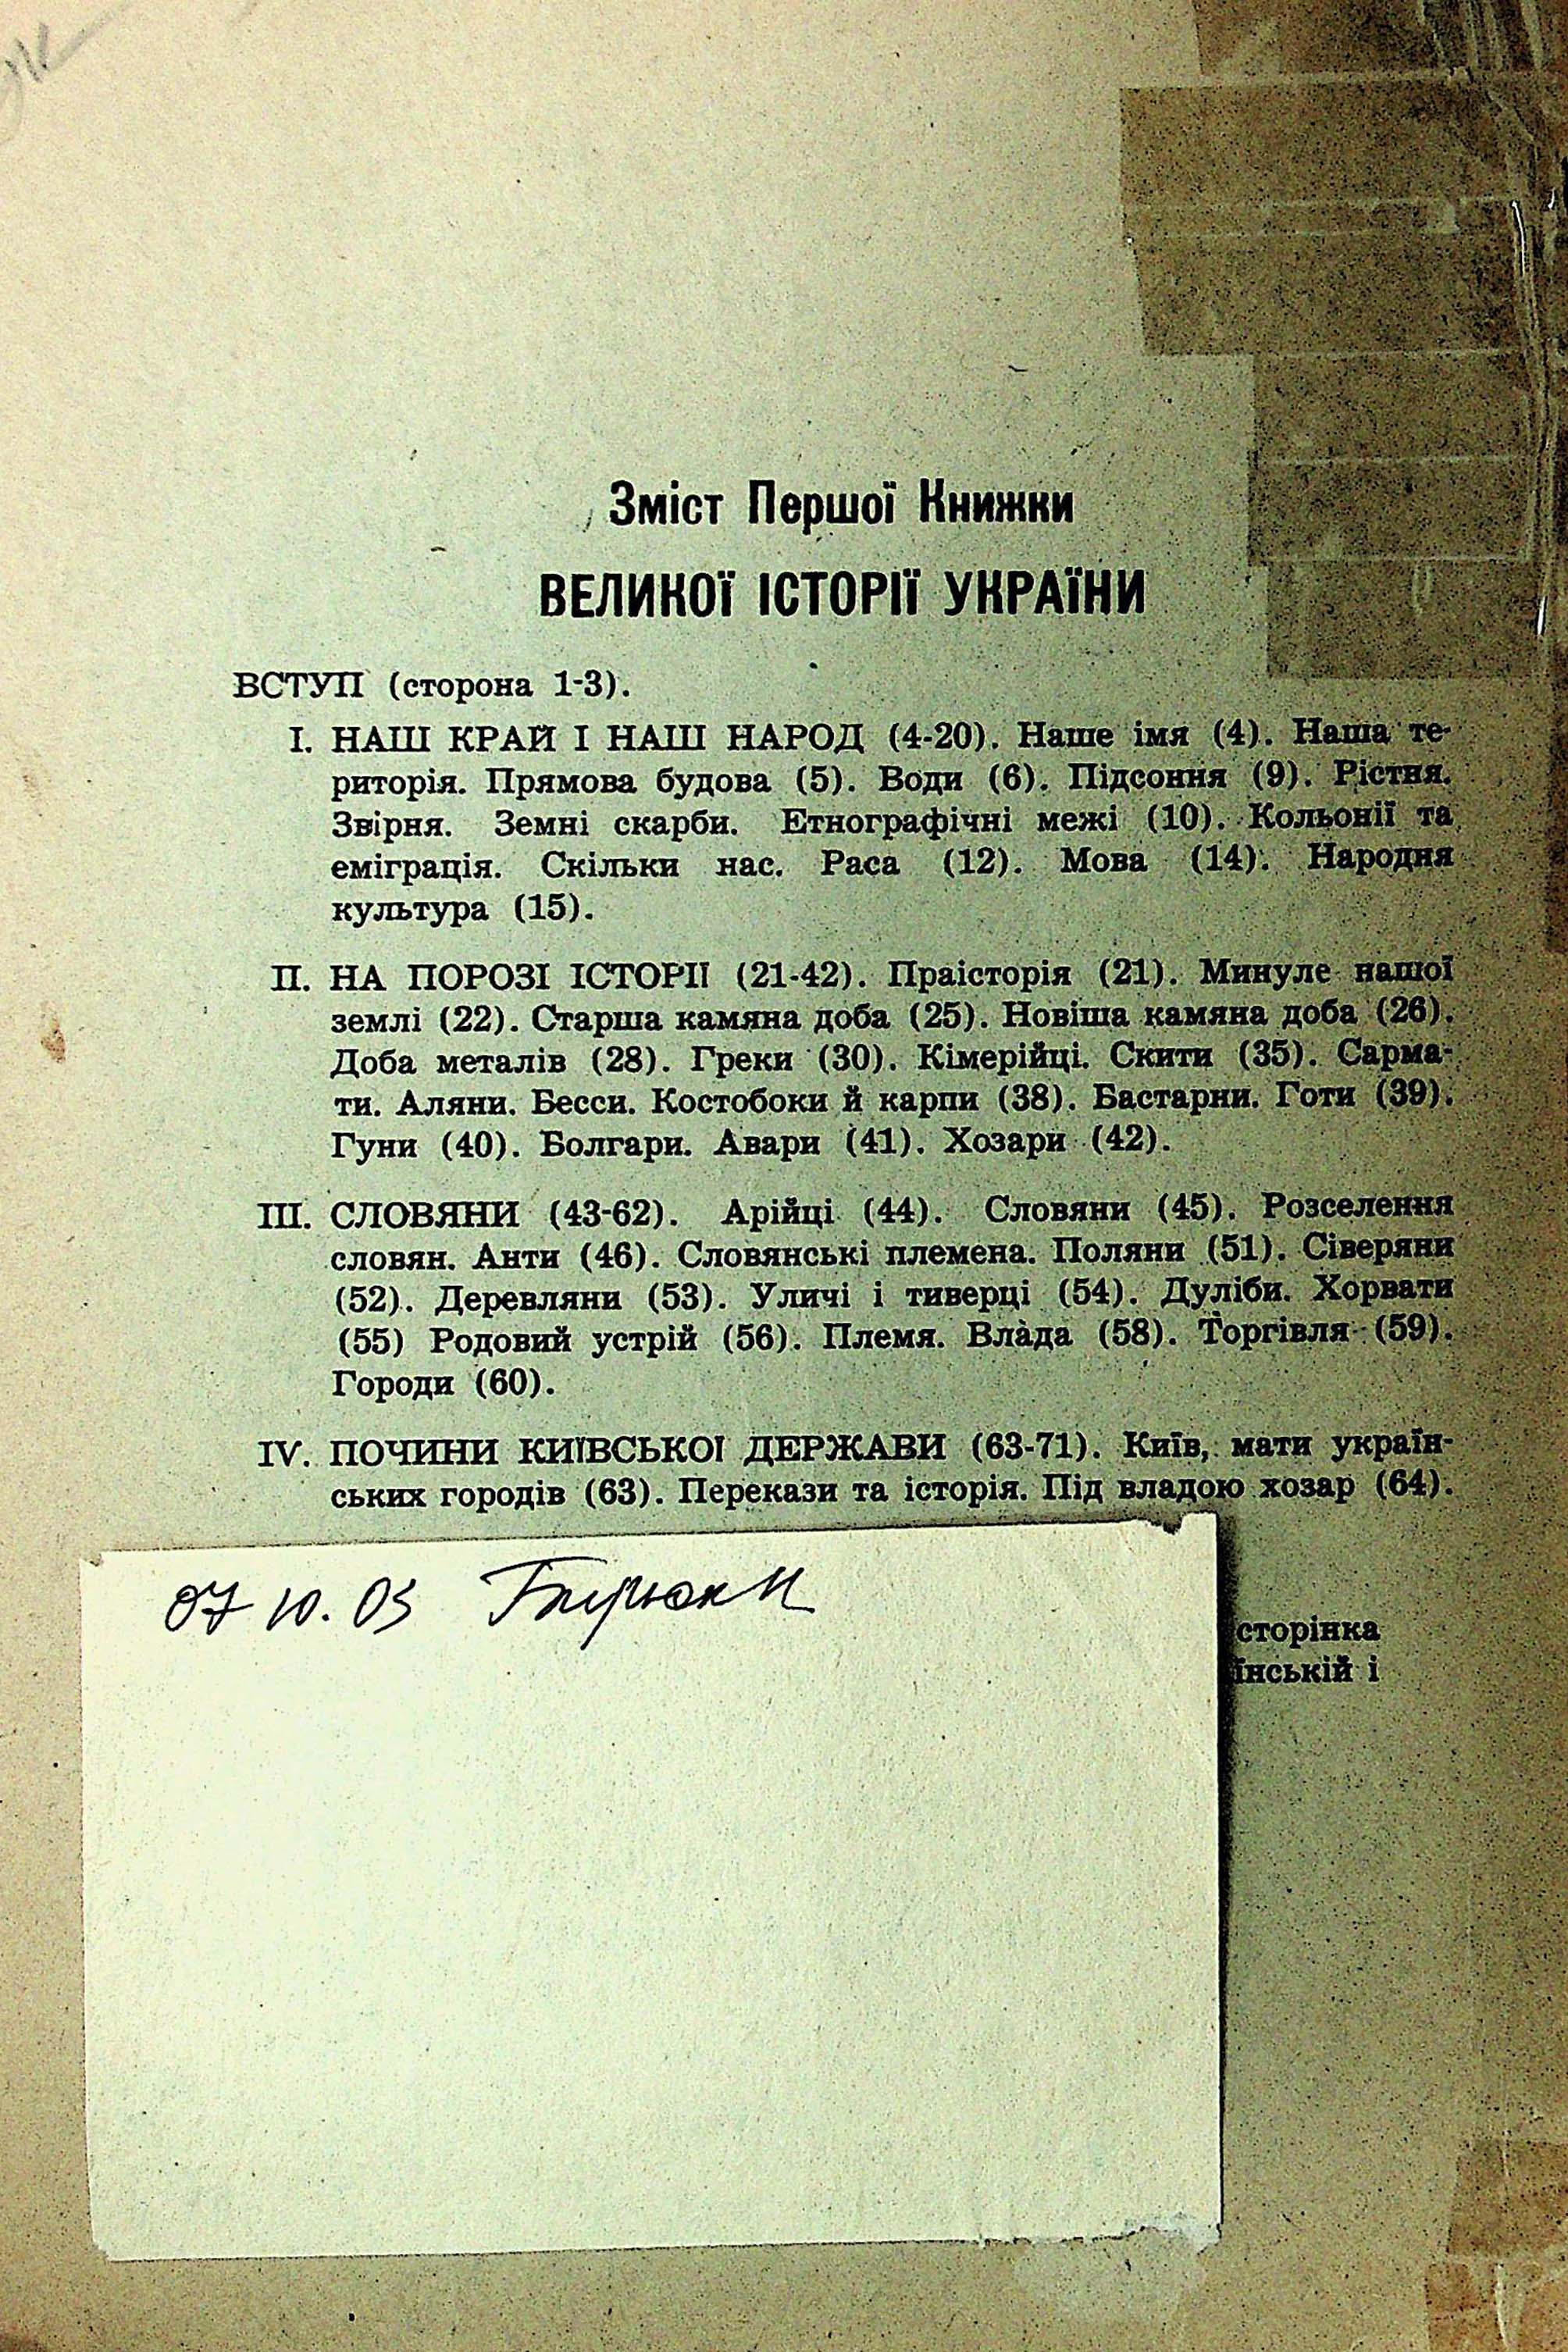 Зміст Першої Книжки
ВЕЛИКОЇ ІСТОРІЇ УКРАЇНИ
ВСТУП (сторона 1-3).
I. НАШ КРАЙ І НАШ НАРОД (4-20). Наше імя (4). Наша те-
риторія. Прямова будова (5). Води (6). Підсоння (9). Рістня.
Звірня. Земні скарби. Етнографічні межі (10). Кольонії та
еміграція. Скільки нас. Раса (12). Мова (14). Народня
культура (15).
II. НА ПОРОЗІ ІСТОРІЇ (21-42). Праісторія (21). Минуле нашої
землі (22). Старша камяна доба (25). Новіша камяна доба (26).
Доба металів (28). Греки (30). Кімерійці. Скити (35). Сарма-
ти. Аляни. Бесси. Костобоки й карпи (38). Бастарни. Готи (39).
Гуни (40). Болгари. Авари (41). Хозари (42).
III. СЛОВЯНИ (43-62). Арійці (44). Словяни (45). Розселення
словян. Анти (46). Словянські племена. Поляни (51). Сіверяни
(52). Деревляни (53). Уличі і тиверці (54). Дуліби. Хорвати
(55) Родовий устрій (56). Племя. Влада (58). Торгівля (59).
Городи (60).
IV. ПОЧИНИ КИЇВСЬКОЇ ДЕРЖАВИ (63-71). Київ, мати україн-
ських городів (63). Перекази та історія. Під владою хозар (64).
07 10. 03
сторінка
їнській і